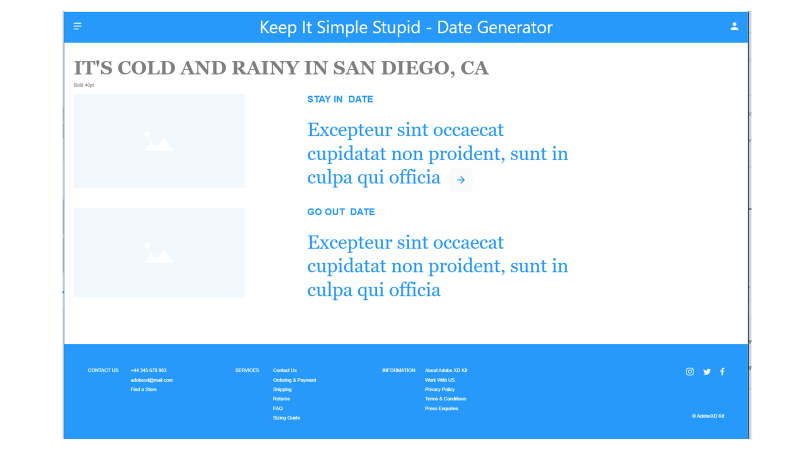 Keep It Simple Stupid - Date Generator
IT'S COLD AND RAINY IN SAN DIEGO, CA
Bold 40pt
STAY IN DATE
Excepteur sint occaecat
cupidatat non proident, sunt in
culpa qui officia
GO OUT DATE
Excepteur sint occaecat
cupidatat non proident, sunt in
culpa qui officia
CONTACT US
+44 345 678 903
adobexd@mail.com
Find a Store
SERVICES
Contact Us
Ordering & Payment
Shipping
Returns
FAQ
Sizing Guide
INFORMATION
About Adobe XD Kit
Work With US
Privacy Policy
Terms & Conditions
Press Enquiries
© AdobeXD Kit